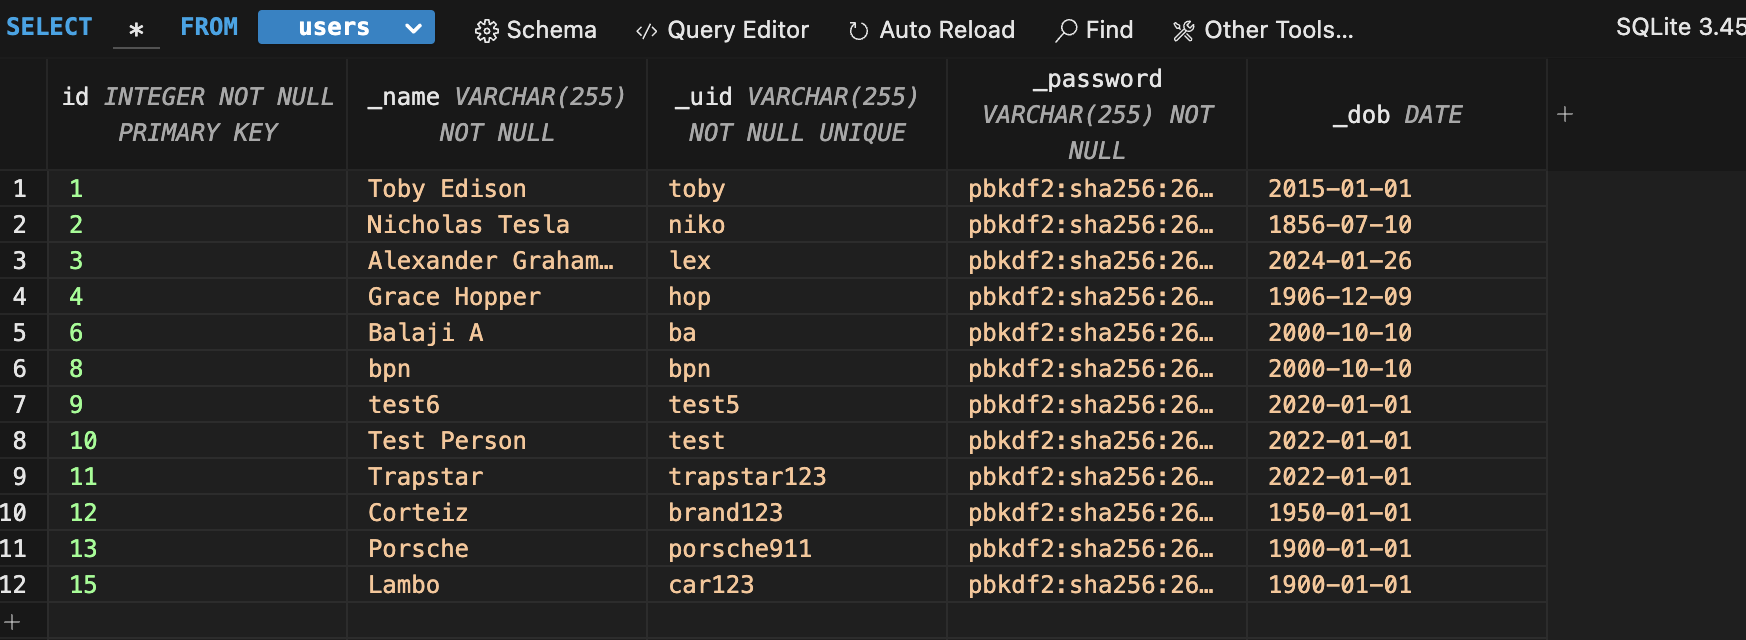 SELECT * FROM users Schema </> Query Editor Auto Reload Find Other Tools... SQLite 3.45
id INTEGER NOT NULL PRIMARY KEY
_name VARCHAR(255) NOT NULL
_uid VARCHAR(255) NOT NULL UNIQUE
_password VARCHAR(255) NOT NULL
_dob DATE
+
1 1 Toby Edison toby pbkdf2:sha256:26… 2015-01-01
2 2 Nicholas Tesla niko pbkdf2:sha256:26… 1856-07-10
3 3 Alexander Graham… lex pbkdf2:sha256:26… 2024-01-26
4 4 Grace Hopper hop pbkdf2:sha256:26… 1906-12-09
5 6 Balaji A ba pbkdf2:sha256:26… 2000-10-10
6 8 bpn bpn pbkdf2:sha256:26… 2000-10-10
7 9 test6 test5 pbkdf2:sha256:26… 2020-01-01
8 10 Test Person test pbkdf2:sha256:26… 2022-01-01
9 11 Trapstar trapstar123 pbkdf2:sha256:26… 2022-01-01
10 12 Corteiz brand123 pbkdf2:sha256:26… 1950-01-01
11 13 Porsche porsche911 pbkdf2:sha256:26… 1900-01-01
12 15 Lambo car123 pbkdf2:sha256:26… 1900-01-01
+